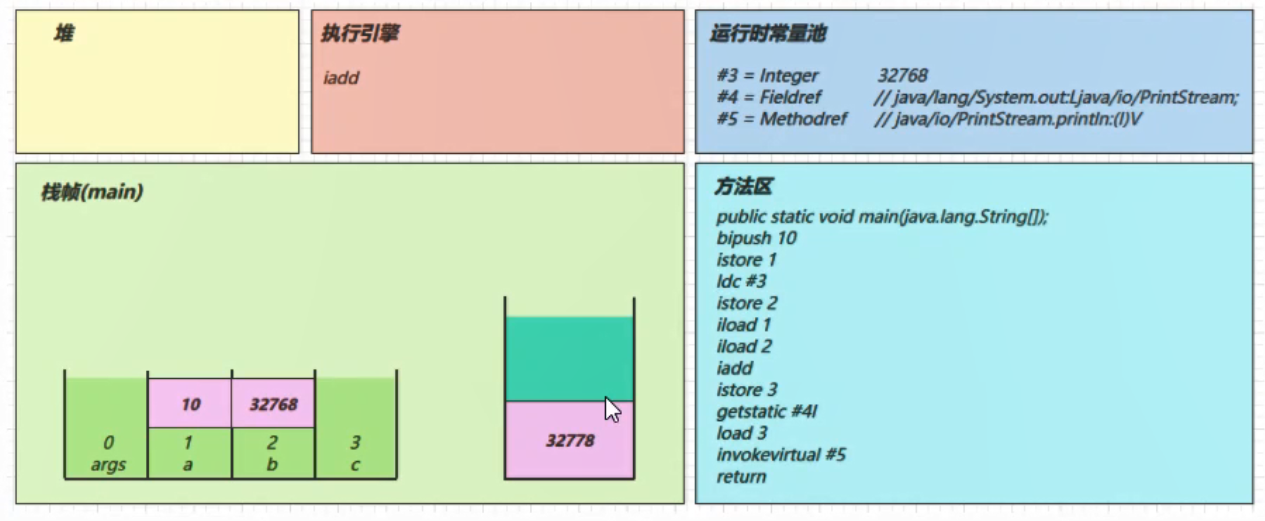 堆
执行引擎
iadd
运行时常量池
#3 = Integer 32768
#4 = Fieldref // java/lang/System.out:Ljava/io/PrintStream;
#5 = Methodref // java/io/PrintStream.println:(I)V
栈帧(main)
10 32768
0 1 2 3
args a b c
32778
方法区
public static void main(java.lang.String[]);
bipush 10
istore 1
ldc #3
istore 2
iload 1
iload 2
iadd
istore 3
getstatic #4I
load 3
invokevirtual #5
return